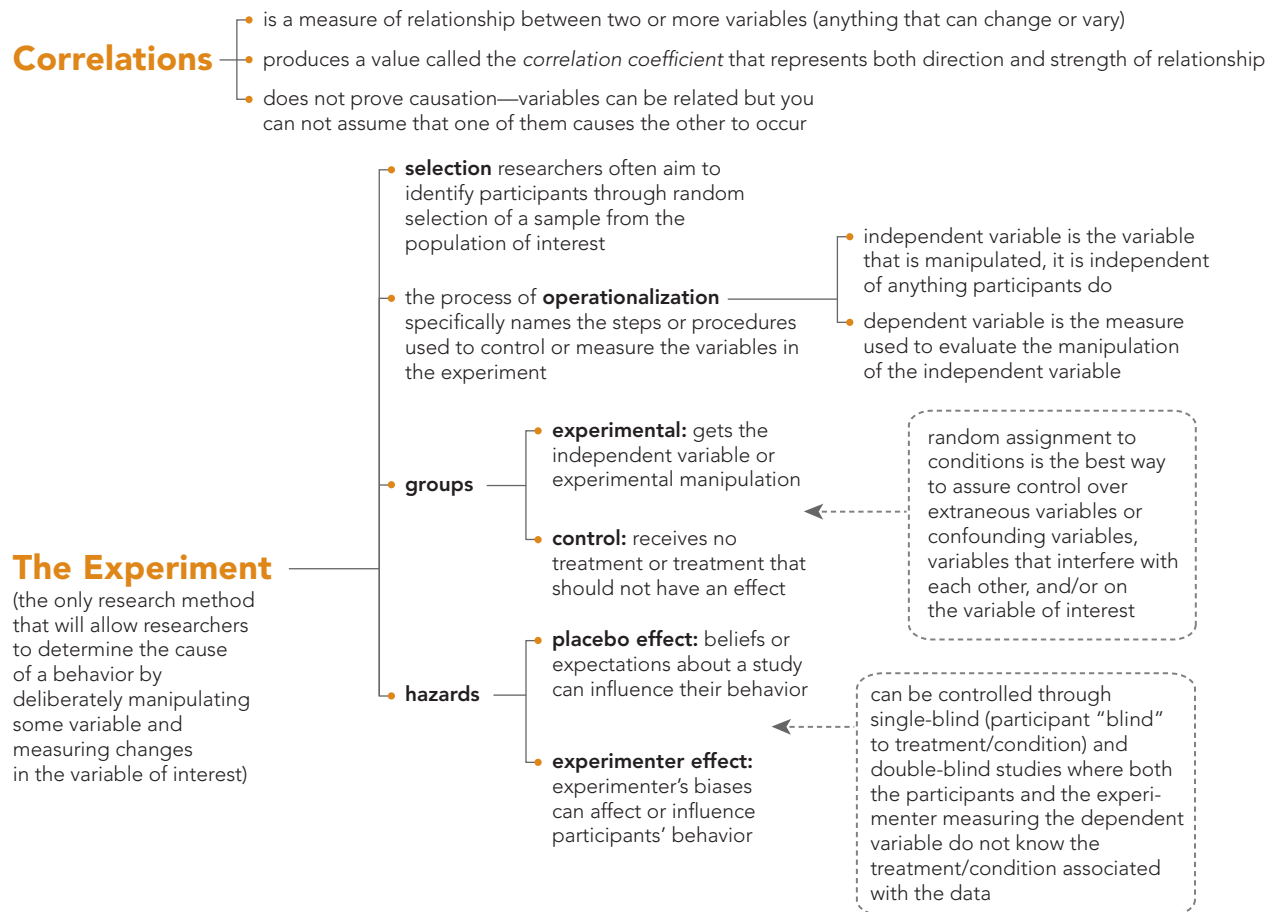 Correlations
is a measure of relationship between two or more variables (anything that can change or vary)
produces a value called the correlation coefficient that represents both direction and strength of relationship
does not prove causation—variables can be related but you
can not assume that one of them causes the other to occur
The Experiment
(the only research method
that will allow researchers
to determine the cause
of a behavior by
deliberately manipulating
some variable and
measuring changes
in the variable of interest)
selection researchers often aim to
identify participants through random
selection of a sample from the
population of interest
the process of operationalization
specifically names the steps or procedures
used to control or measure the variables in
the experiment
independent variable is the variable
that is manipulated, it is independent
of anything participants do
dependent variable is the measure
used to evaluate the manipulation
of the independent variable
groups
experimental: gets the
independent variable or
experimental manipulation
control: receives no
treatment or treatment that
should not have an effect
random assignment to
conditions is the best way
to assure control over
extraneous variables or
confounding variables,
variables that interfere with
each other, and/or on
the variable of interest
hazards
placebo effect: beliefs or
expectations about a study
can influence their behavior
experimenter effect:
experimenter's biases
can affect or influence
participants' behavior
can be controlled through
single-blind (participant "blind"
to treatment/condition) and
double-blind studies where both
the participants and the experi-
menter measuring the dependent
variable do not know the
treatment/condition associated
with the data